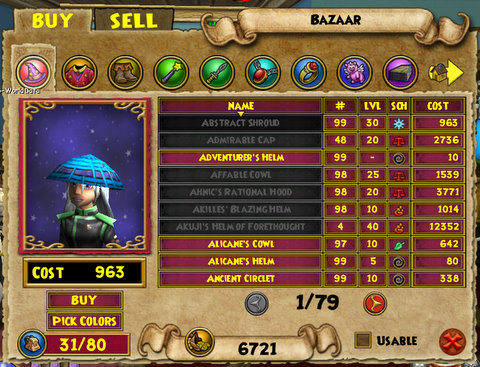 BUY SELL BAZAAR
NAME # LVL SCH COST
ABSTRACT SHROUD 99 30 963
ADMIRABLE CAP 48 20 2736
ADVENTURER'S HELM 99 - 10
AFFABLE COWL 98 25 1539
AHNIC'S RATIONAL HOOD 98 20 3771
AKILLES' BLAZING HELM 98 10 1014
AKUJI'S HELM OF FORETHOUGHT 4 40 12352
ALICANE'S COWL 97 10 642
ALICANE'S HELM 99 5 80
ANCIENT CIRCLET 99 10 338
COST 963
BUY
PICK COLORS
31/80
1/79
6721
USABLE